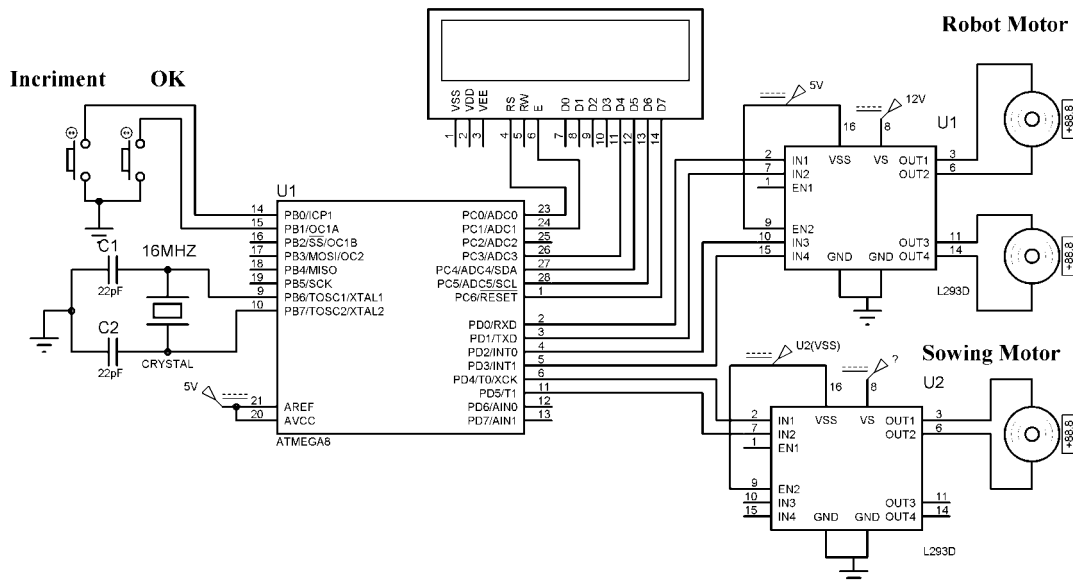 Robot Motor
Incriment OK
VSS VDD VEE RS RW E D0 D1 D2 D3 D4 D5 D6 D7
1 2 3 4 5 6 7 8 9 10 11 12 13 14
5V 12V
16 8 U1
2 IN1 VSS VS OUT1 3
7 IN2 OUT2 6
1 EN1
9 EN2
10 IN3 OUT3 11
15 IN4 GND GND OUT4 14
L293D
+88.8
+88.8
U1
14 PB0/ICP1 PC0/ADC0 23
15 PB1/OC1A PC1/ADC1 24
16 PB2/SS/OC1B PC2/ADC2 25
17 PB3/MOSI/OC2 PC3/ADC3 26
18 PB4/MISO PC4/ADC4/SDA 27
19 PB5/SCK PC5/ADC5/SCL 28
9 PB6/TOSC1/XTAL1 PC6/RESET 1
10 PB7/TOSC2/XTAL2
PD0/RXD 2
PD1/TXD 3
PD2/INT0 4
PD3/INT1 5
PD4/T0/XCK 6
PD5/T1 11
21 AREF PD6/AIN0 12
20 AVCC PD7/AIN1 13
ATMEGA8
C1 16MHZ
22pF
C2
22pF CRYSTAL
5V
Sowing Motor
U2(VSS) ?
16 8 U2
2 IN1 VSS VS OUT1 3
7 IN2 OUT2 6
1 EN1
9 EN2
10 IN3 OUT3 11
15 IN4 GND GND OUT4 14
L293D
+88.8